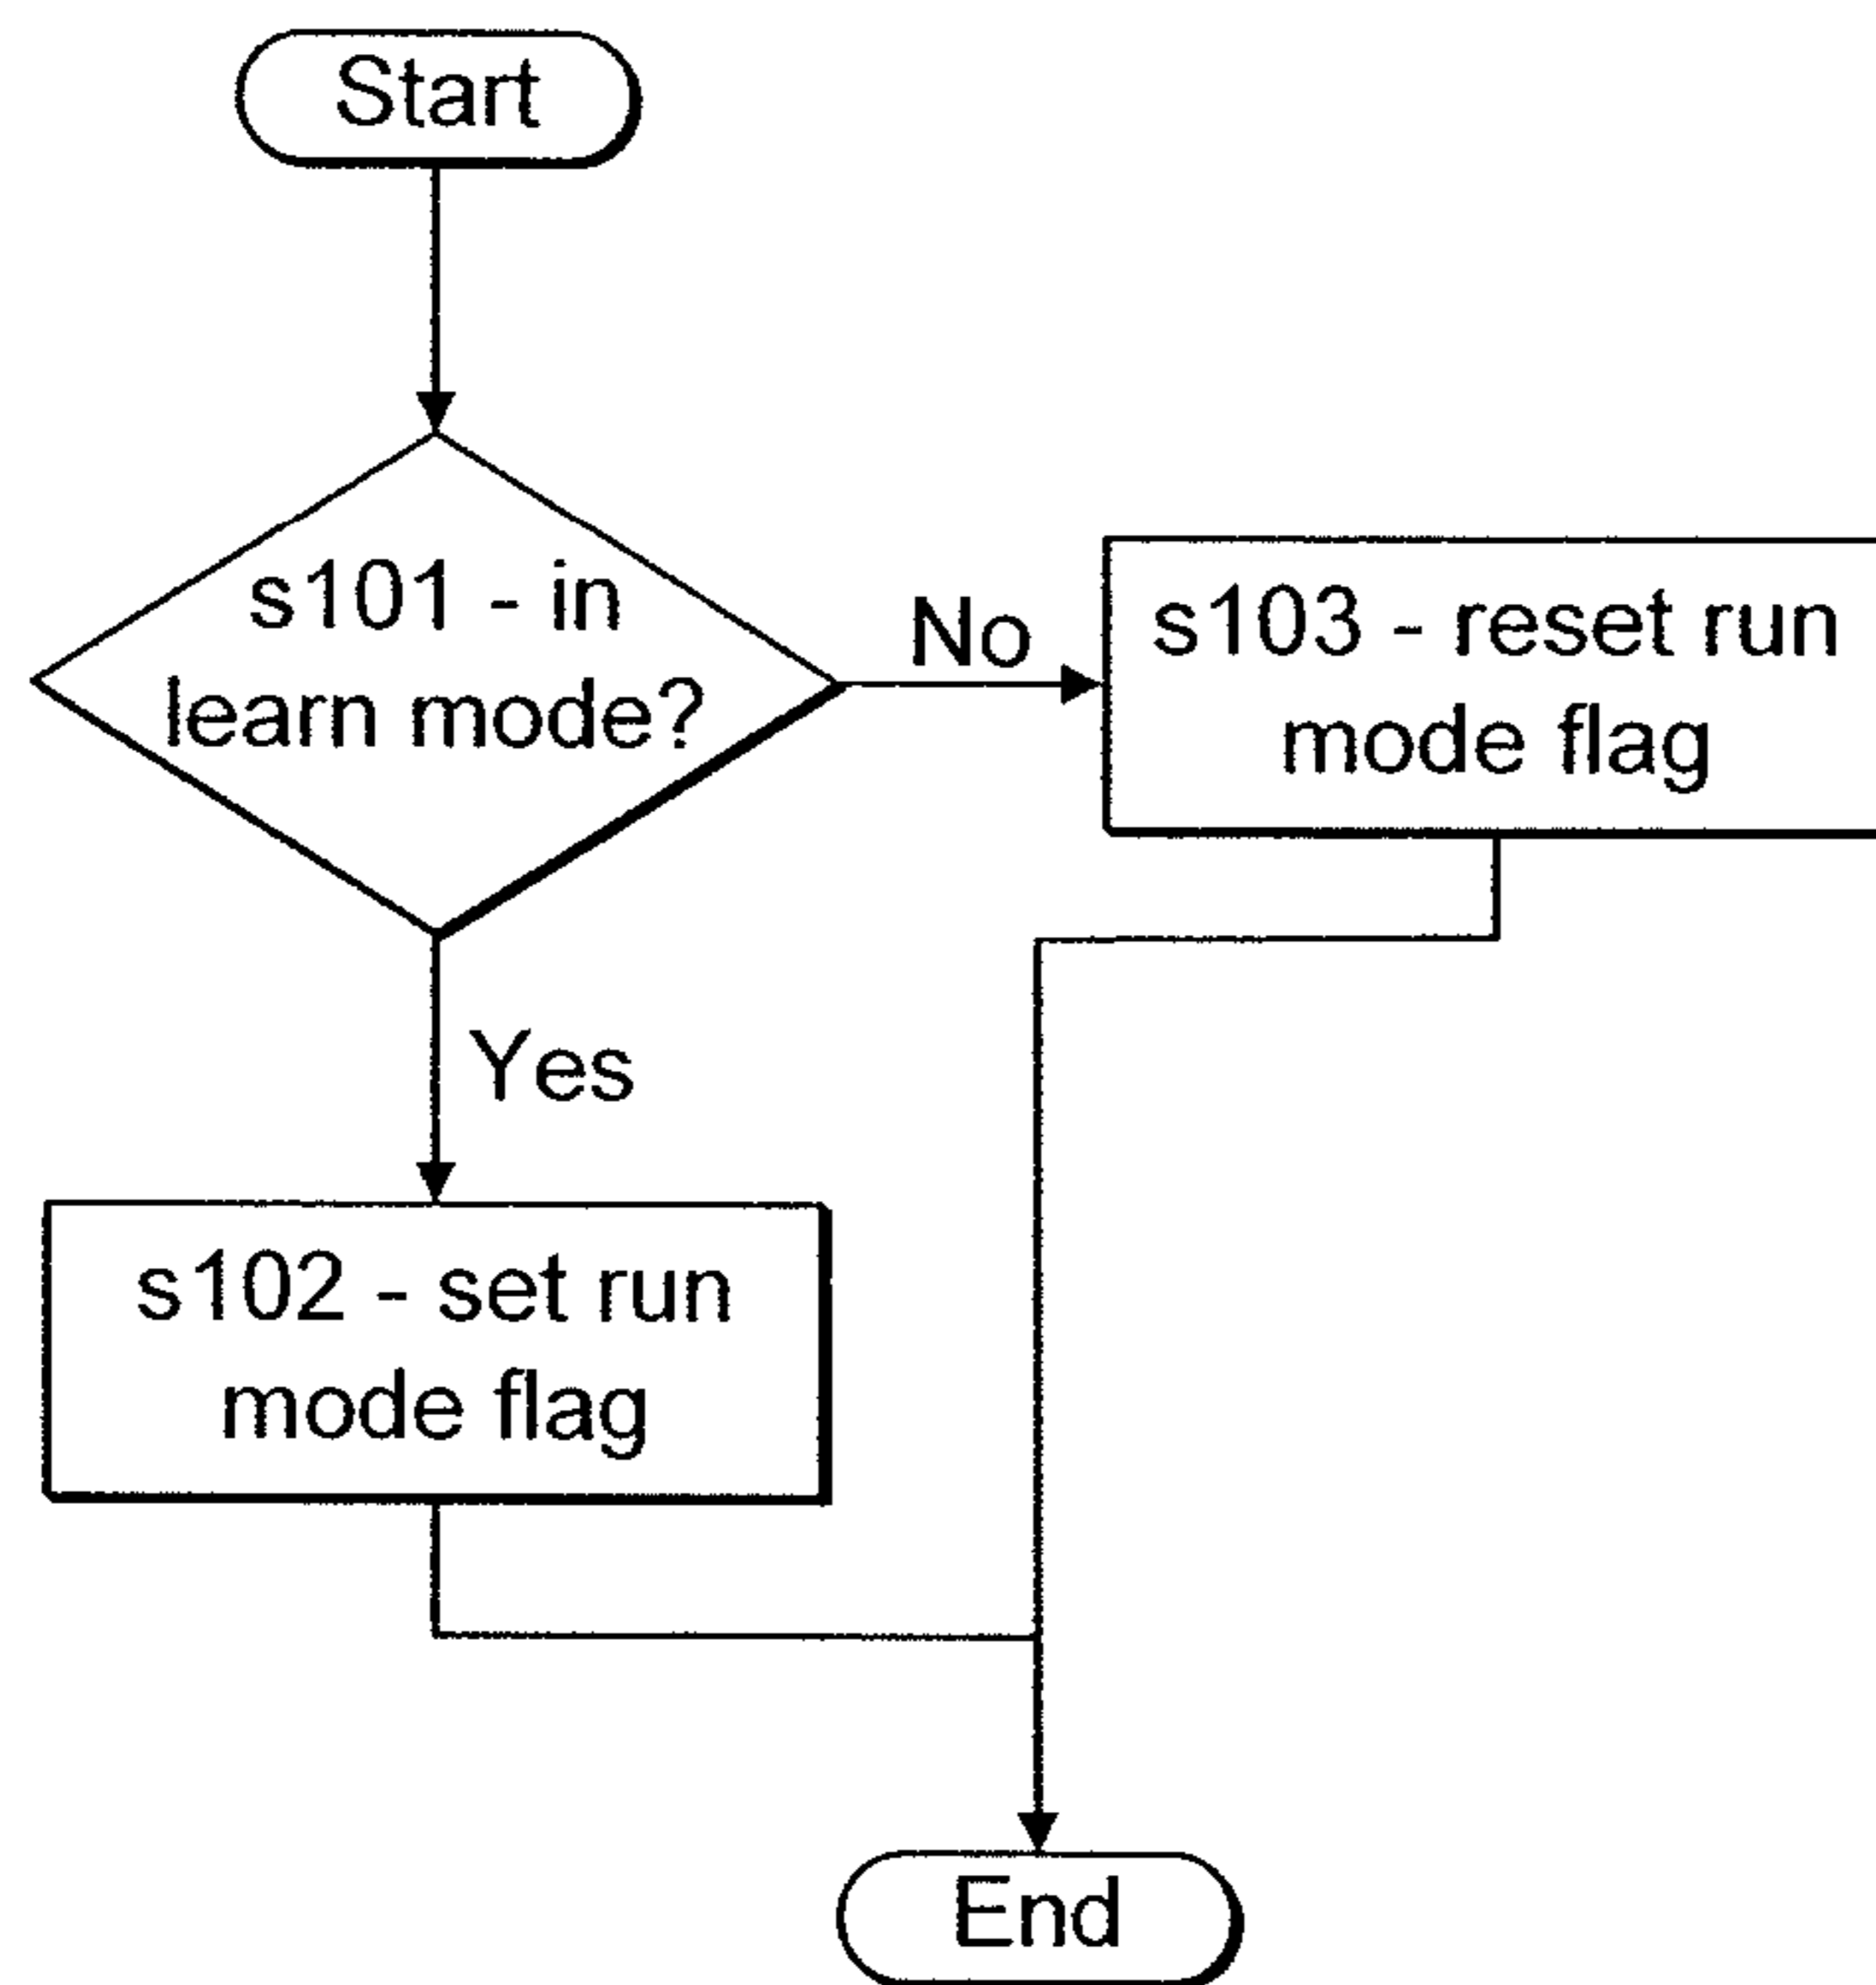 Start
s101 - in
learn mode?
No
s103 - reset run
mode flag
Yes
s102 - set run
mode flag
End